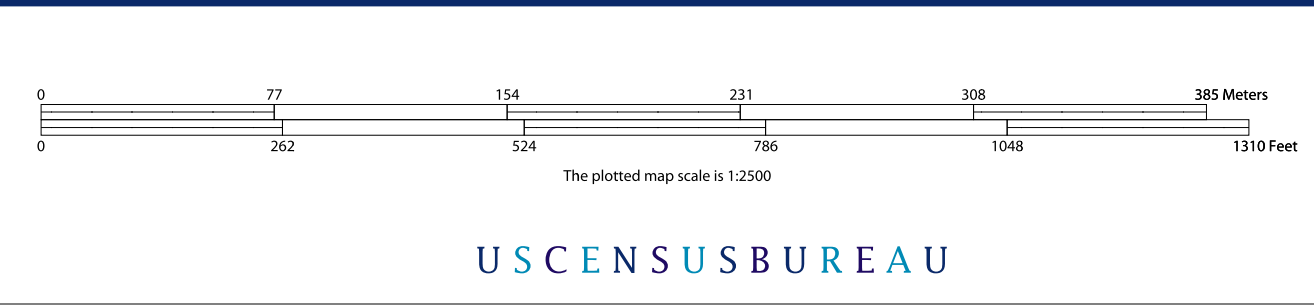 0 77 154 231 308 385 Meters
0 262 524 786 1048 1310 Feet
The plotted map scale is 1:2500
USCENSUSBUREAU